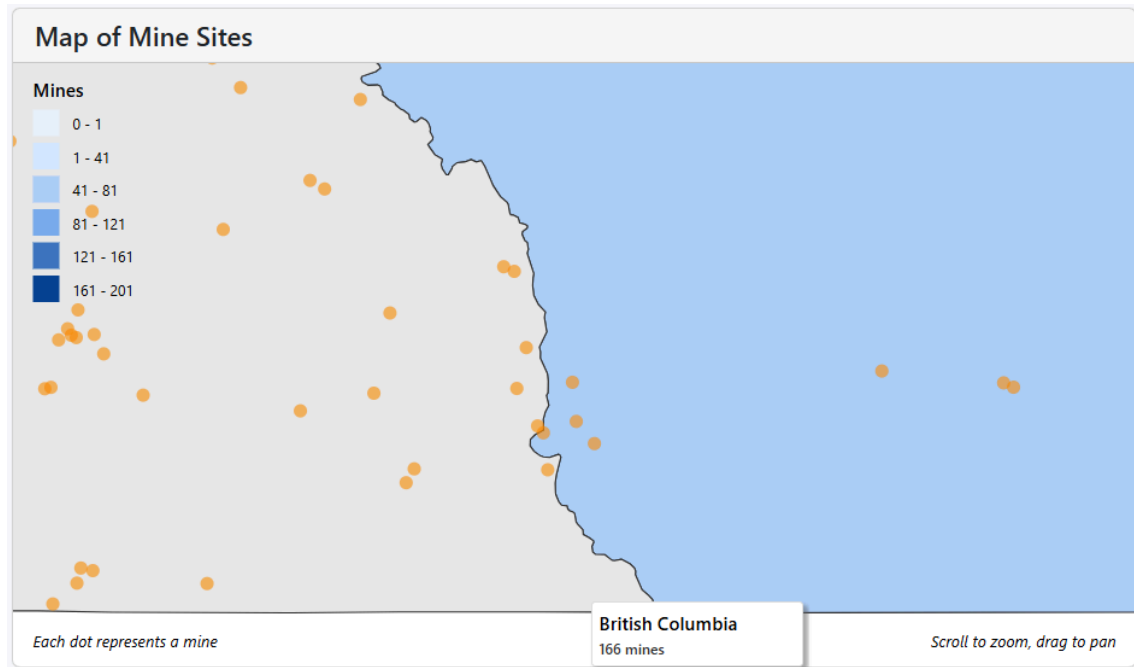 Map of Mine Sites
Mines
0 - 1
1 - 41
41 - 81
81 - 121
121 - 161
161 - 201
British Columbia
166 mines
Each dot represents a mine
Scroll to zoom, drag to pan